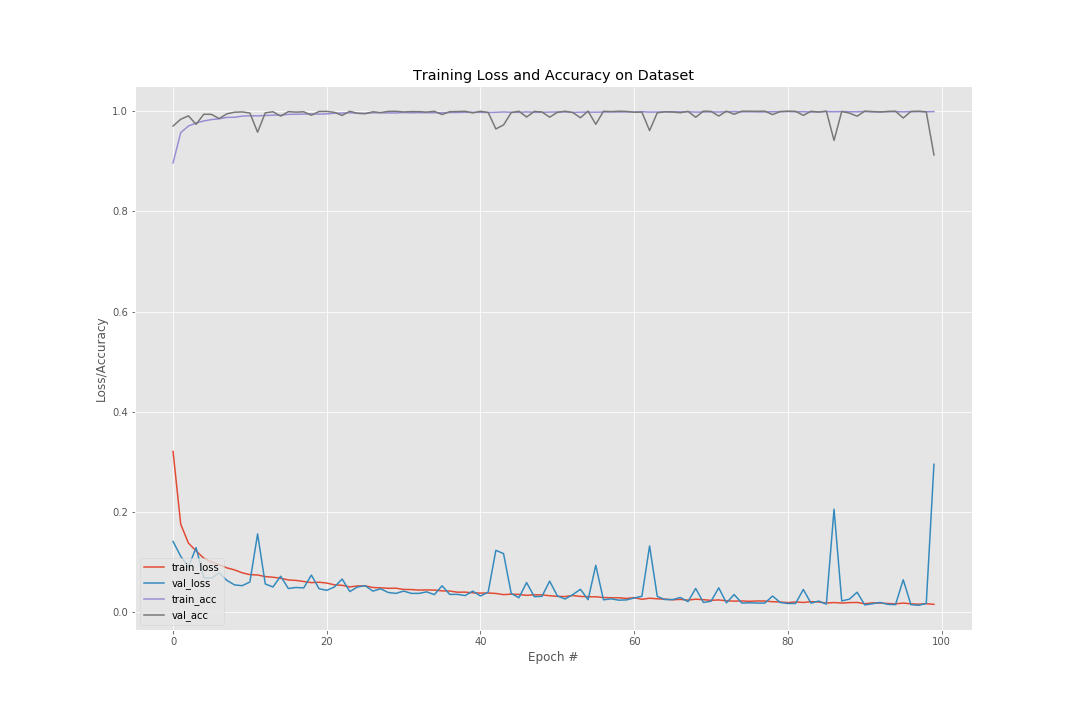 Training Loss and Accuracy on Dataset
Loss/Accuracy
1.0
0.8
0.6
0.4
0.2
0.0
train_loss
val_loss
train_acc
val_acc
0 20 40 60 80 100
Epoch #